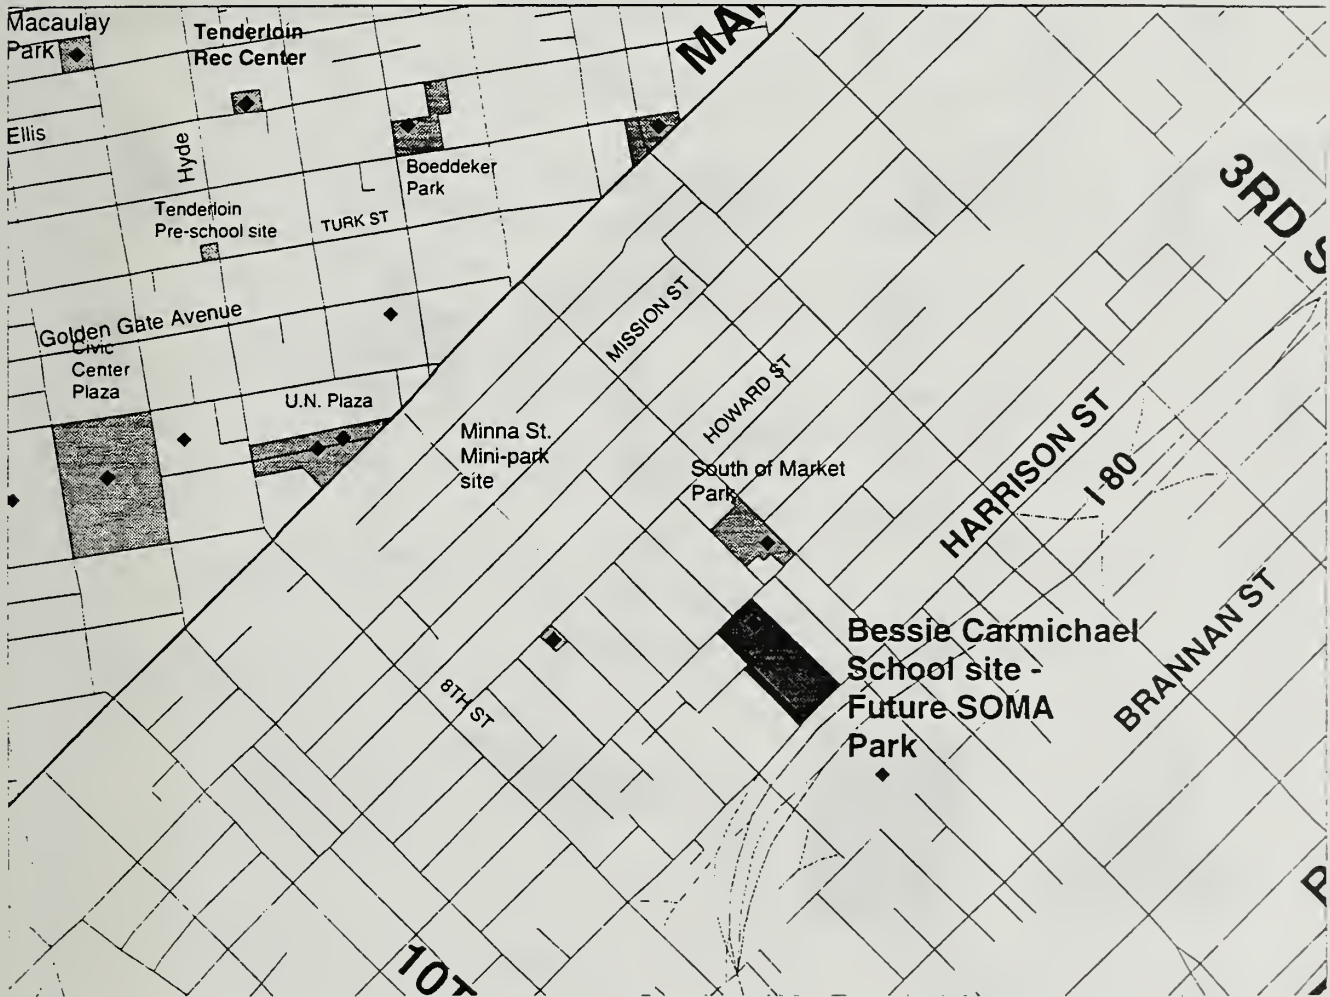 Macaulay
Park
Tenderloin
Rec Center
MAR
Ellis
Hyde
Boeddeker
Park
3RD S
Tenderloin
Pre-school site
TURK ST
MISSION ST
Golden Gate Avenue
Civic
Center
Plaza
U.N. Plaza
HOWARD ST
Minna St.
Mini-park
site
South of Market
Park
HARRISON ST
I-80
BRANNAN ST
Bessie Carmichael
School site -
Future SOMA
Park
8TH ST
10T